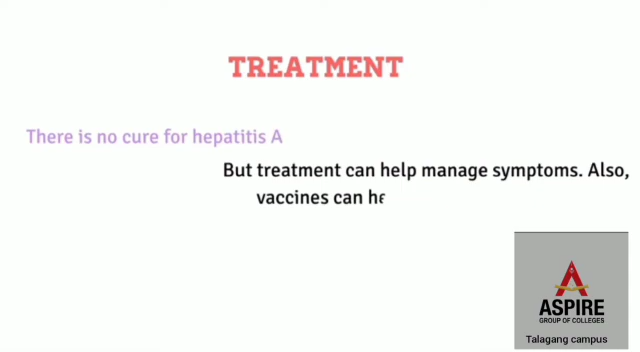 TREATMENT
There is no cure for hepatitis A
But treatment can help manage symptoms. Also,
vaccines can he
ASPIRE
GROUP OF COLLEGES
Talagang campus